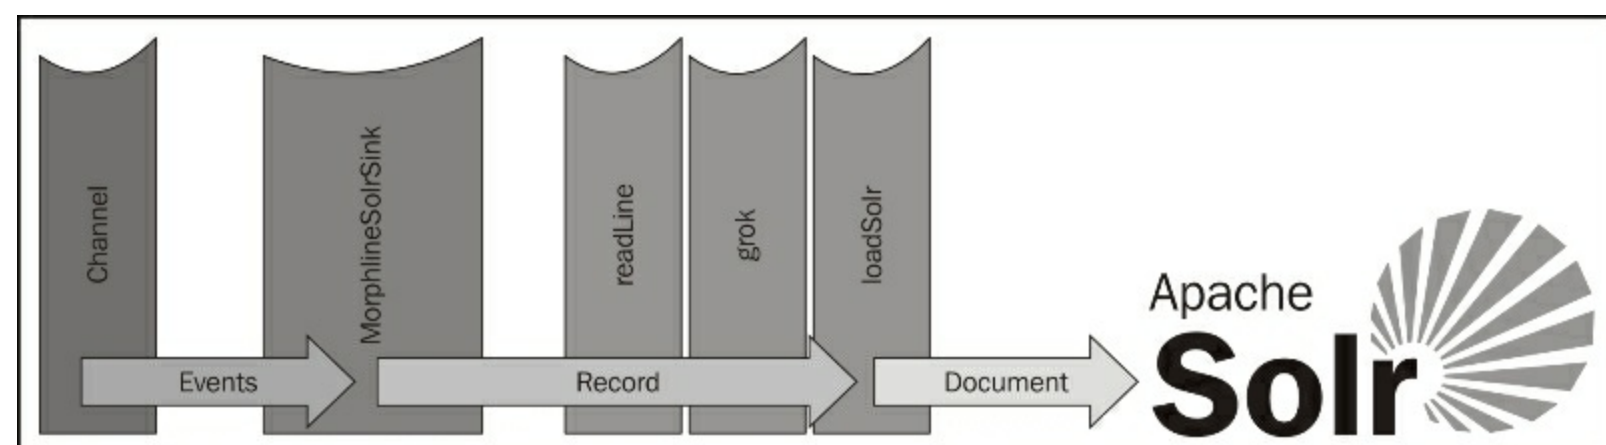 Channel
MorphlineSolrSink
readLine
grok
loadSolr
Events
Record
Document
Apache
Solr